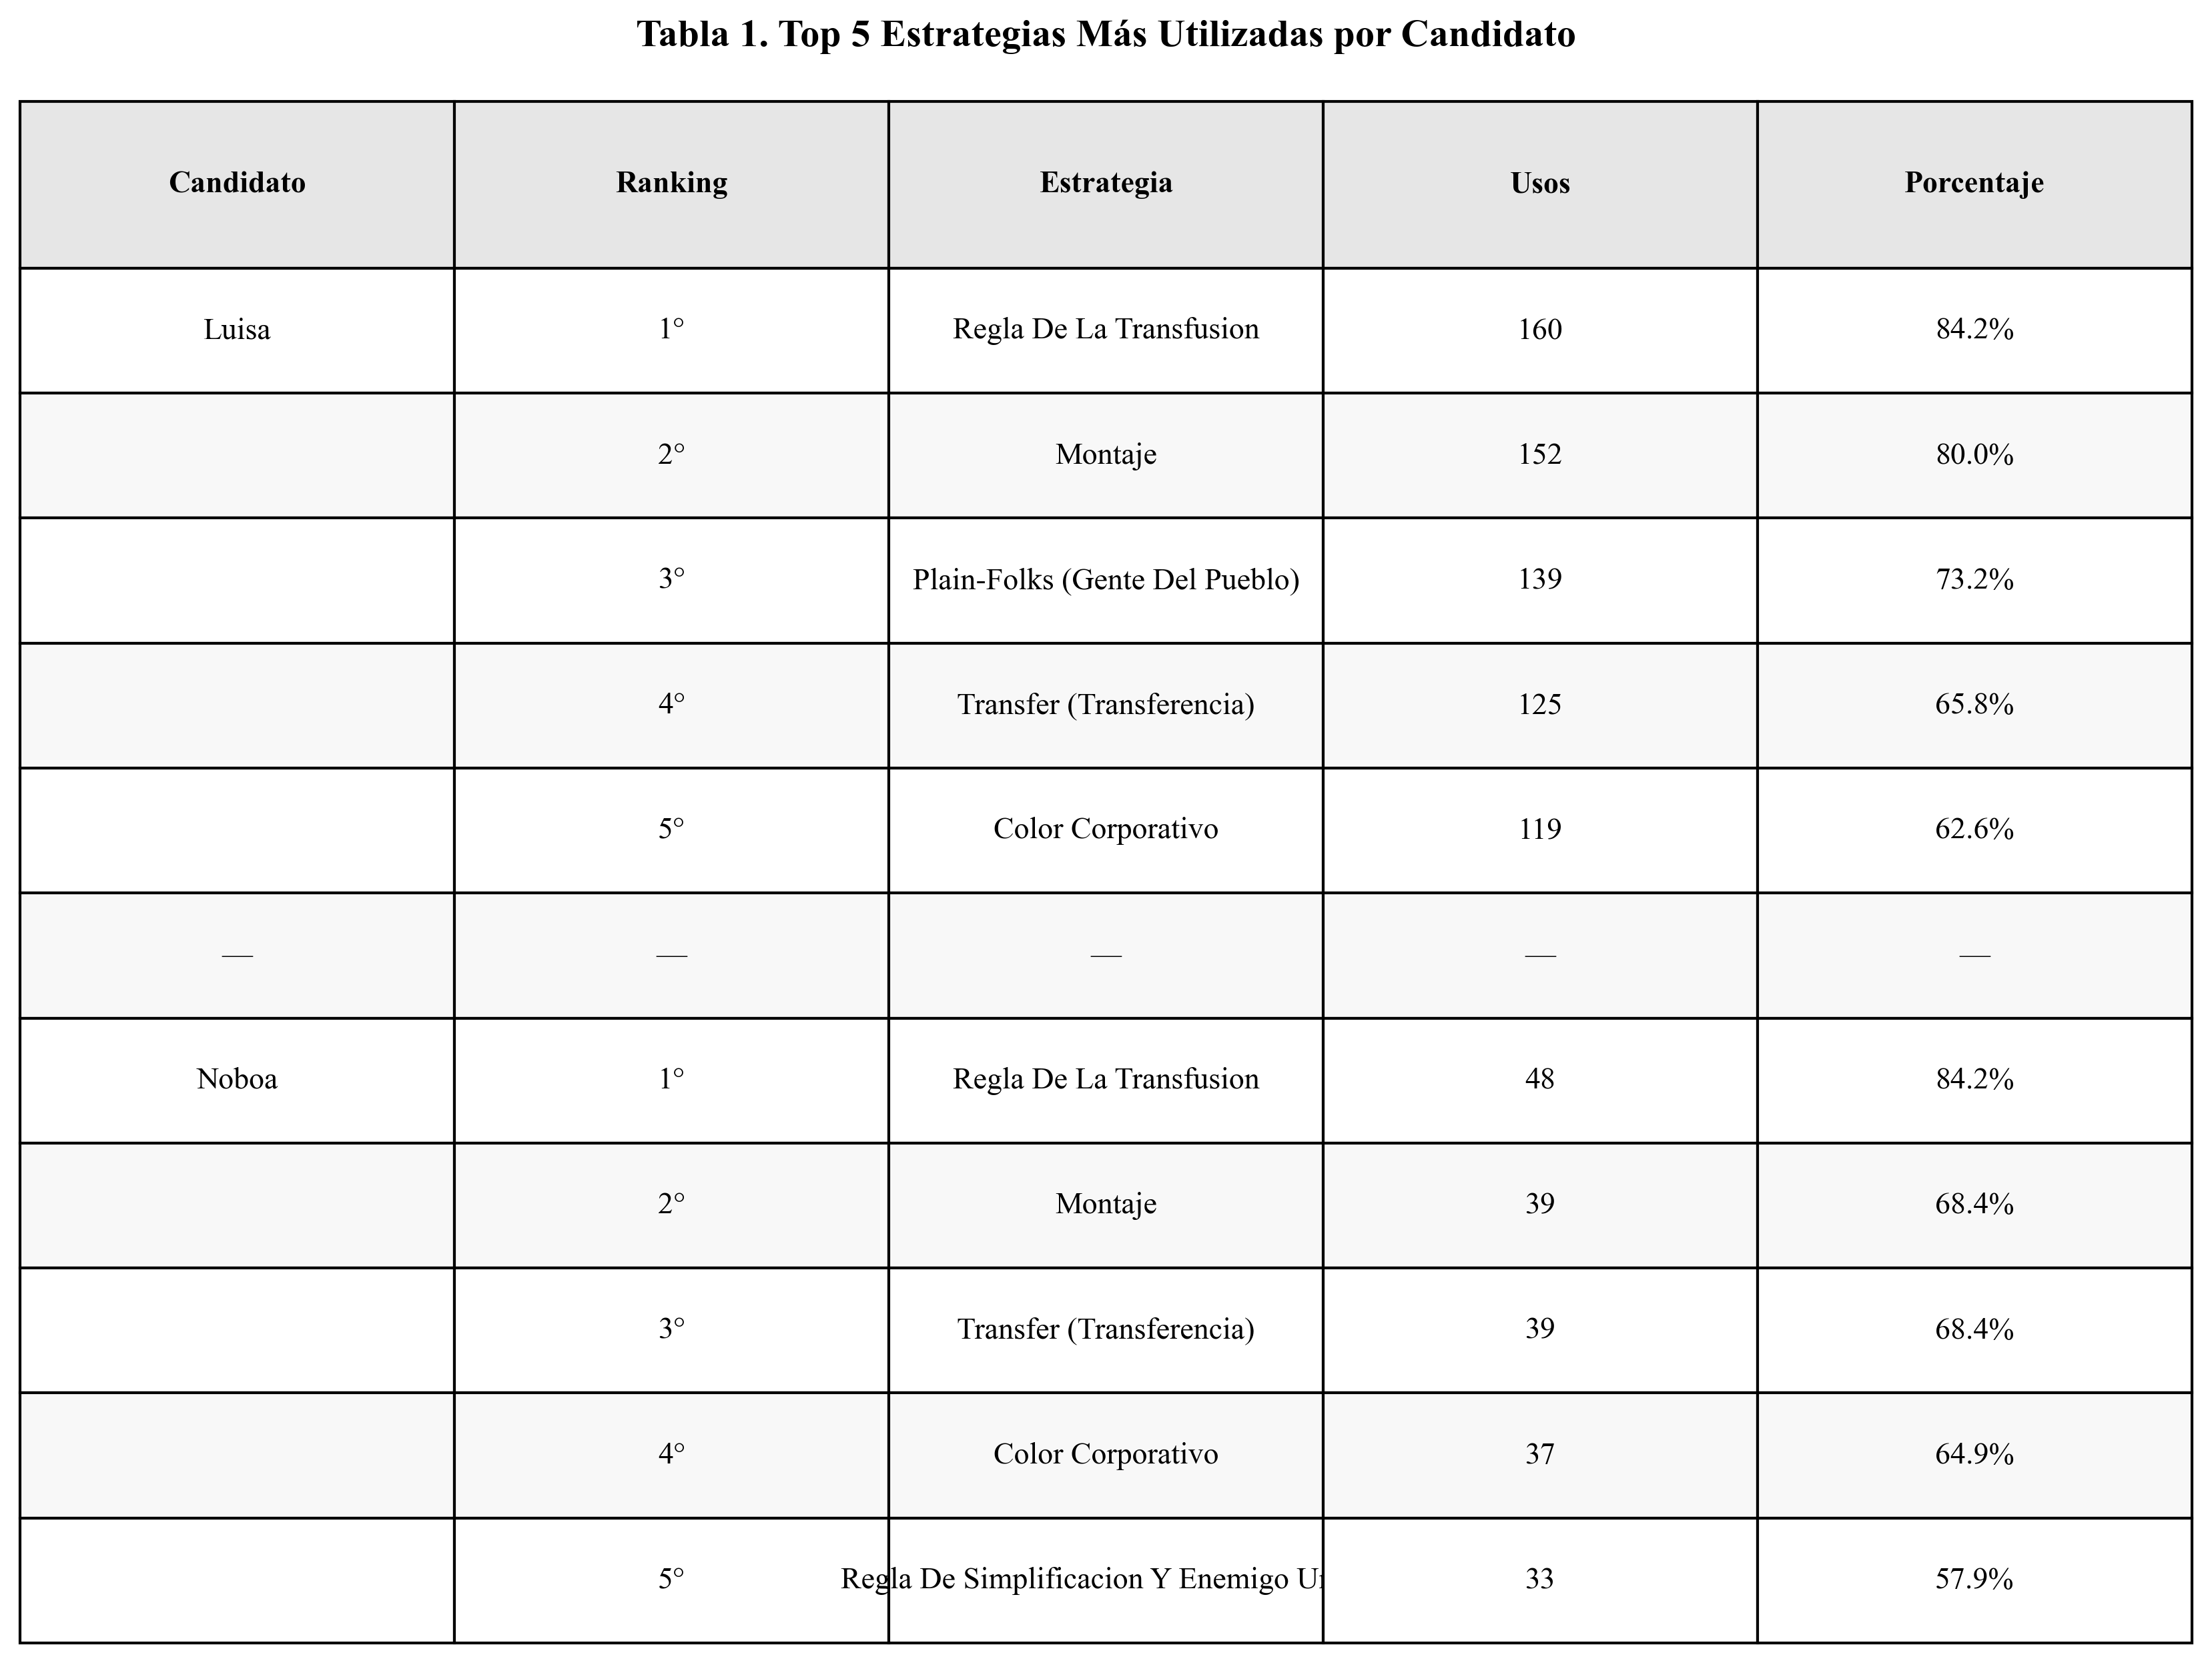 Tabla 1. Top 5 Estrategias Más Utilizadas por Candidato
Candidato Ranking Estrategia Usos Porcentaje
Luisa 1° Regla De La Transfusion 160 84.2%
2° Montaje 152 80.0%
3° Plain-Folks (Gente Del Pueblo) 139 73.2%
4° Transfer (Transferencia) 125 65.8%
5° Color Corporativo 119 62.6%
— — — — —
Noboa 1° Regla De La Transfusion 48 84.2%
2° Montaje 39 68.4%
3° Transfer (Transferencia) 39 68.4%
4° Color Corporativo 37 64.9%
5° Regla De Simplificacion Y Enemigo 33 57.9%